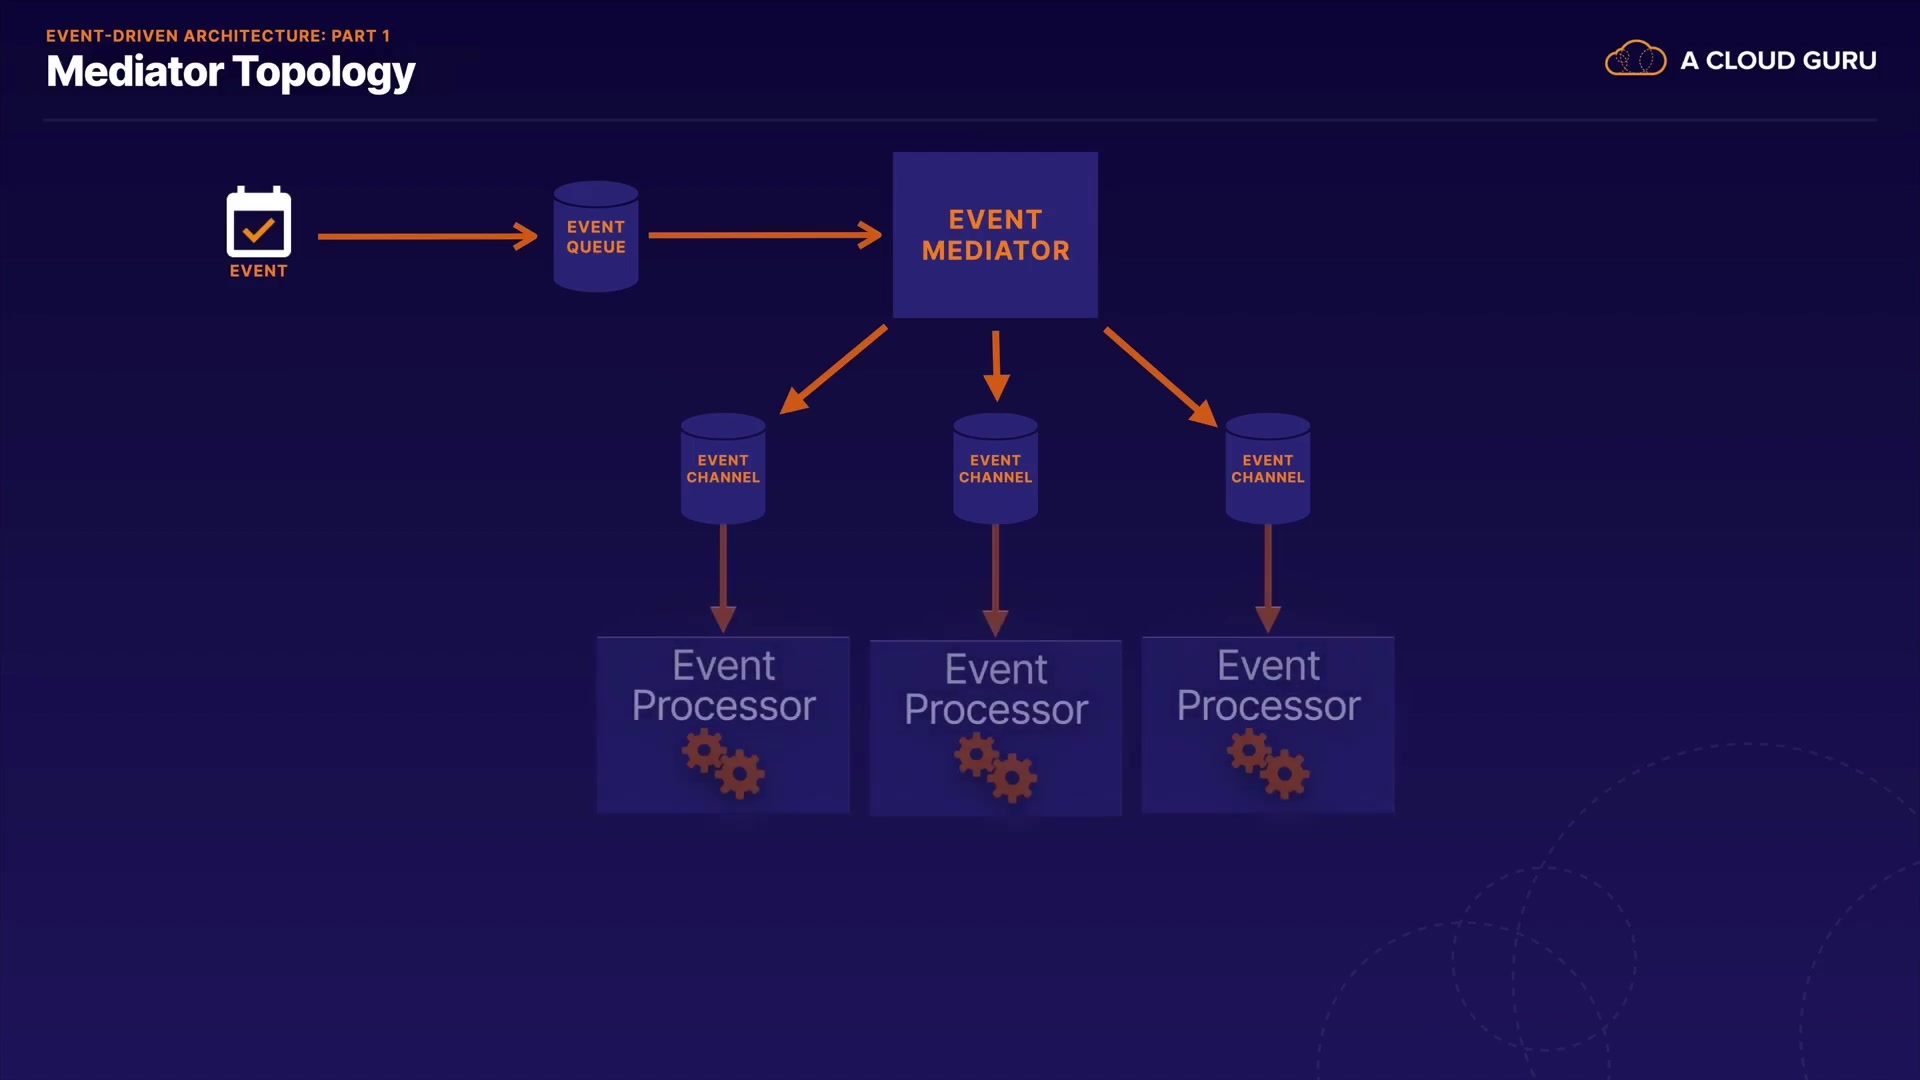 EVENT-DRIVEN ARCHITECTURE: PART 1
Mediator Topology
A CLOUD GURU
EVENT
EVENT
QUEUE
EVENT
MEDIATOR
EVENT
CHANNEL
EVENT
CHANNEL
EVENT
CHANNEL
Event
Processor
Event
Processor
Event
Processor